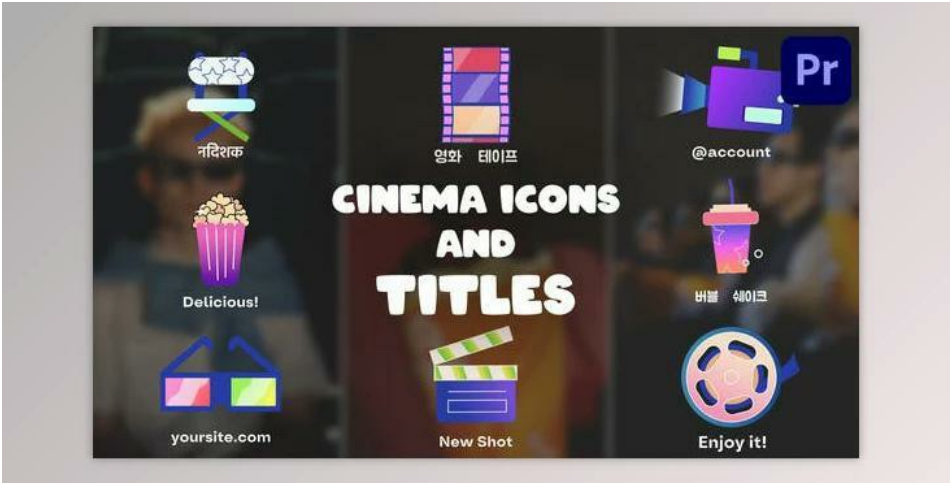 Pr
नदिशक
영화 테이프
@account
CINEMA ICONS
AND
TITLES
Delicious!
버블 쉐이크
yoursite.com
New Shot
Enjoy it!